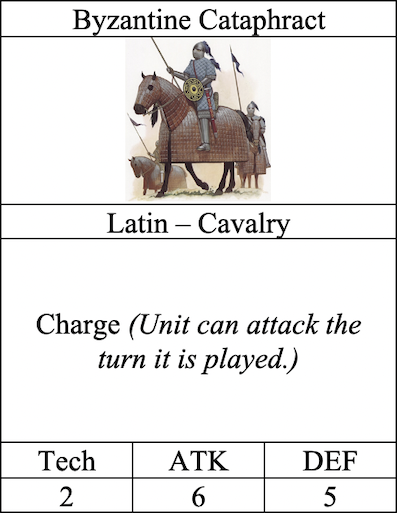 Byzantine Cataphract
Latin – Cavalry
Charge (Unit can attack the
turn it is played.)
Tech ATK DEF
2 6 5